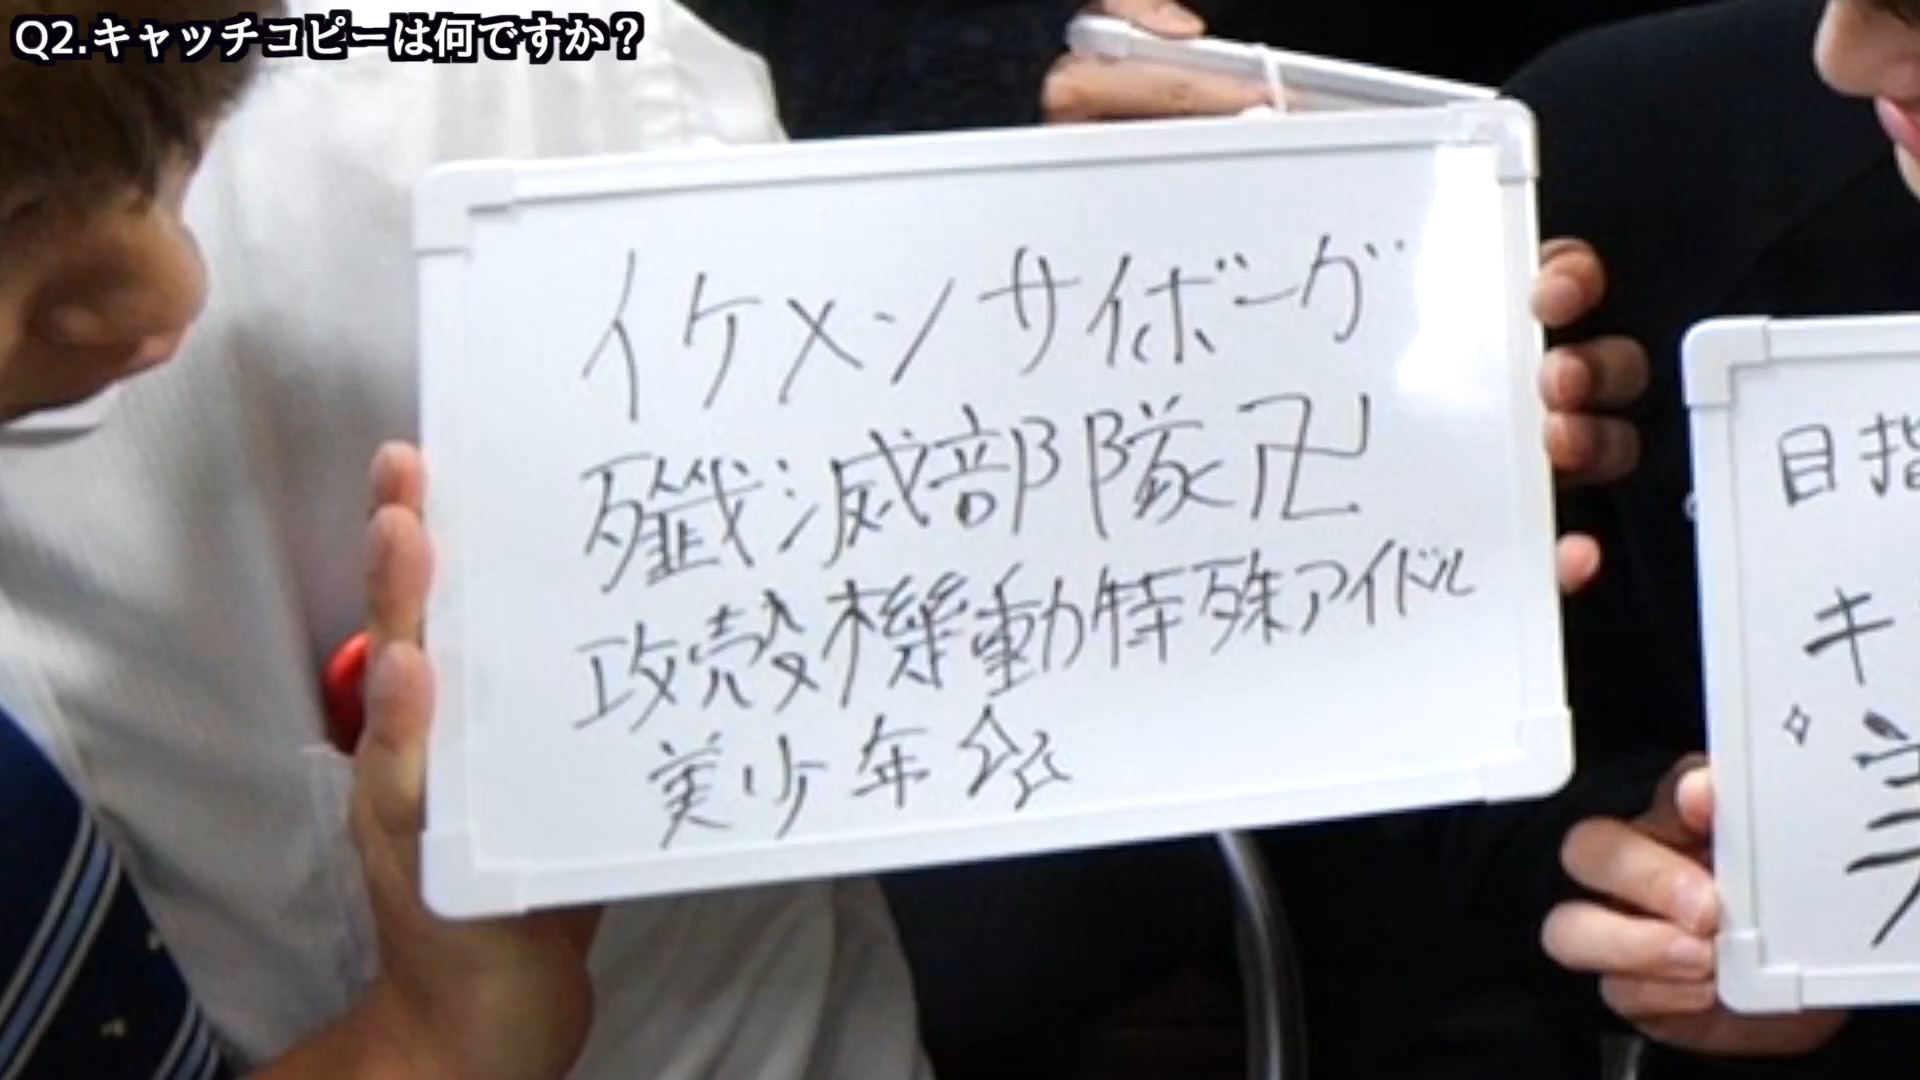 Q2.キャッチコピーは何ですか？
イケメンサイボーグ
殲滅部隊卍
攻殻機動特殊アイドル
美少年☆☆
目指
キ
✧美